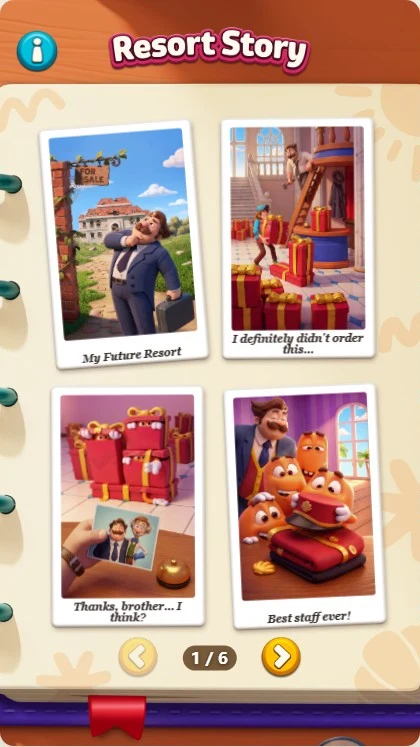 Resort Story
FOR
SALE
My Future Resort
I definitely didn't order
this...
Thanks, brother... I
think?
Best staff ever!
1 / 6